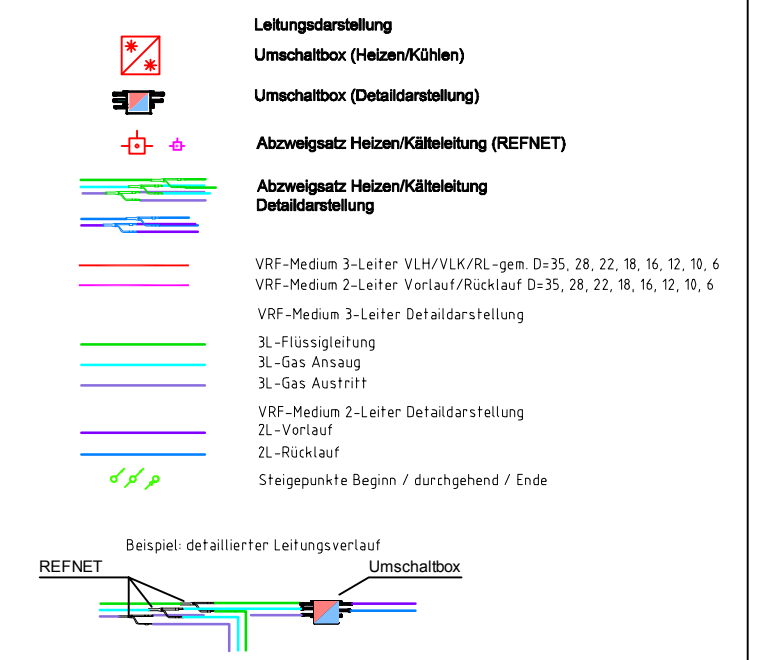 Leitungsdarstellung
Umschaltbox (Heizen/Kühlen)
Umschaltbox (Detaildarstellung)
Abzweigsatz Heizen/Kälteleitung (REFNET)
Abzweigsatz Heizen/Kälteleitung
Detaildarstellung
VRF-Medium 3-Leiter VLH/VLK/RL-gem. D=35, 28, 22, 18, 16, 12, 10, 6
VRF-Medium 2-Leiter Vorlauf/Rücklauf D=35, 28, 22, 18, 16, 12, 10, 6
VRF-Medium 3-Leiter Detaildarstellung
3L-Flüssigleitung
3L-Gas Ansaug
3L-Gas Austritt
VRF-Medium 2-Leiter Detaildarstellung
2L-Vorlauf
2L-Rücklauf
Steigepunkte Beginn / durchgehend / Ende
Beispiel: detaillierter Leitungsverlauf
REFNET
Umschaltbox